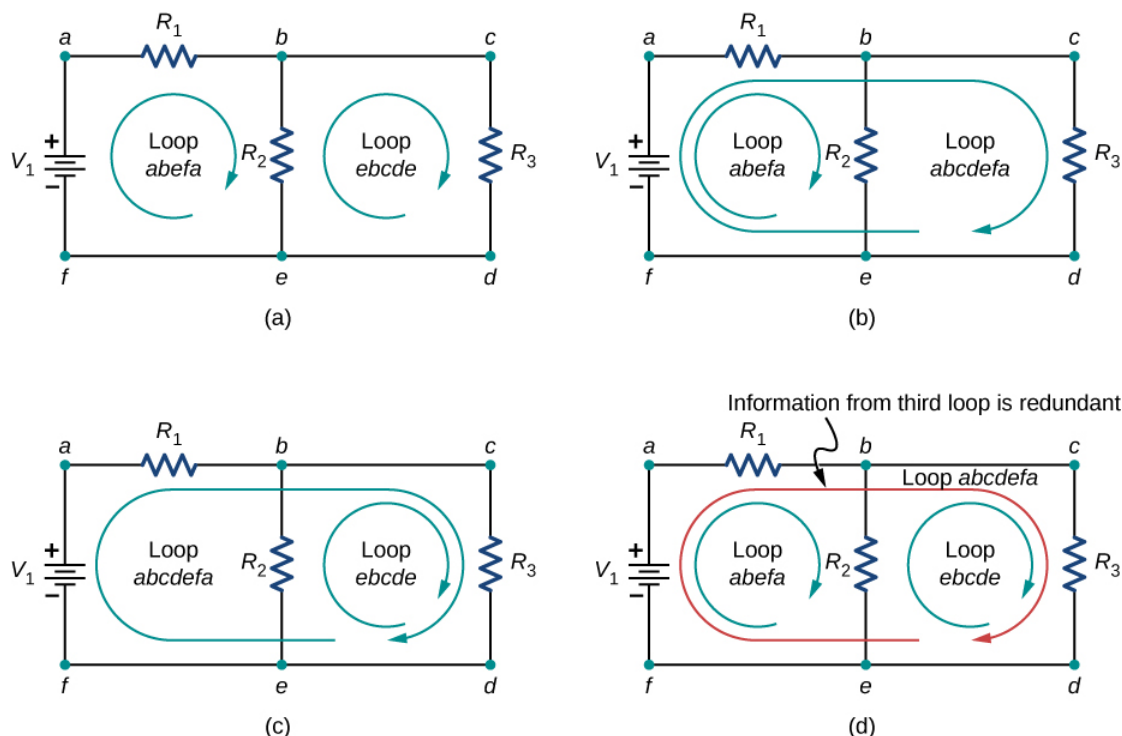 R1
a b c
+
V1
−
Loop
abefa
R2
Loop
ebcde
R3
f e d
(a)
R1
a b c
+
V1
−
Loop
abefa
R2
Loop
abcdefa
R3
f e d
(b)
R1
a b c
+
V1
−
Loop
abcdefa
R2
Loop
ebcde
R3
f e d
(c)
Information from third loop is redundant
R1
a b c
Loop abcdefa
+
V1
−
Loop
abefa
R2
Loop
ebcde
R3
f e d
(d)